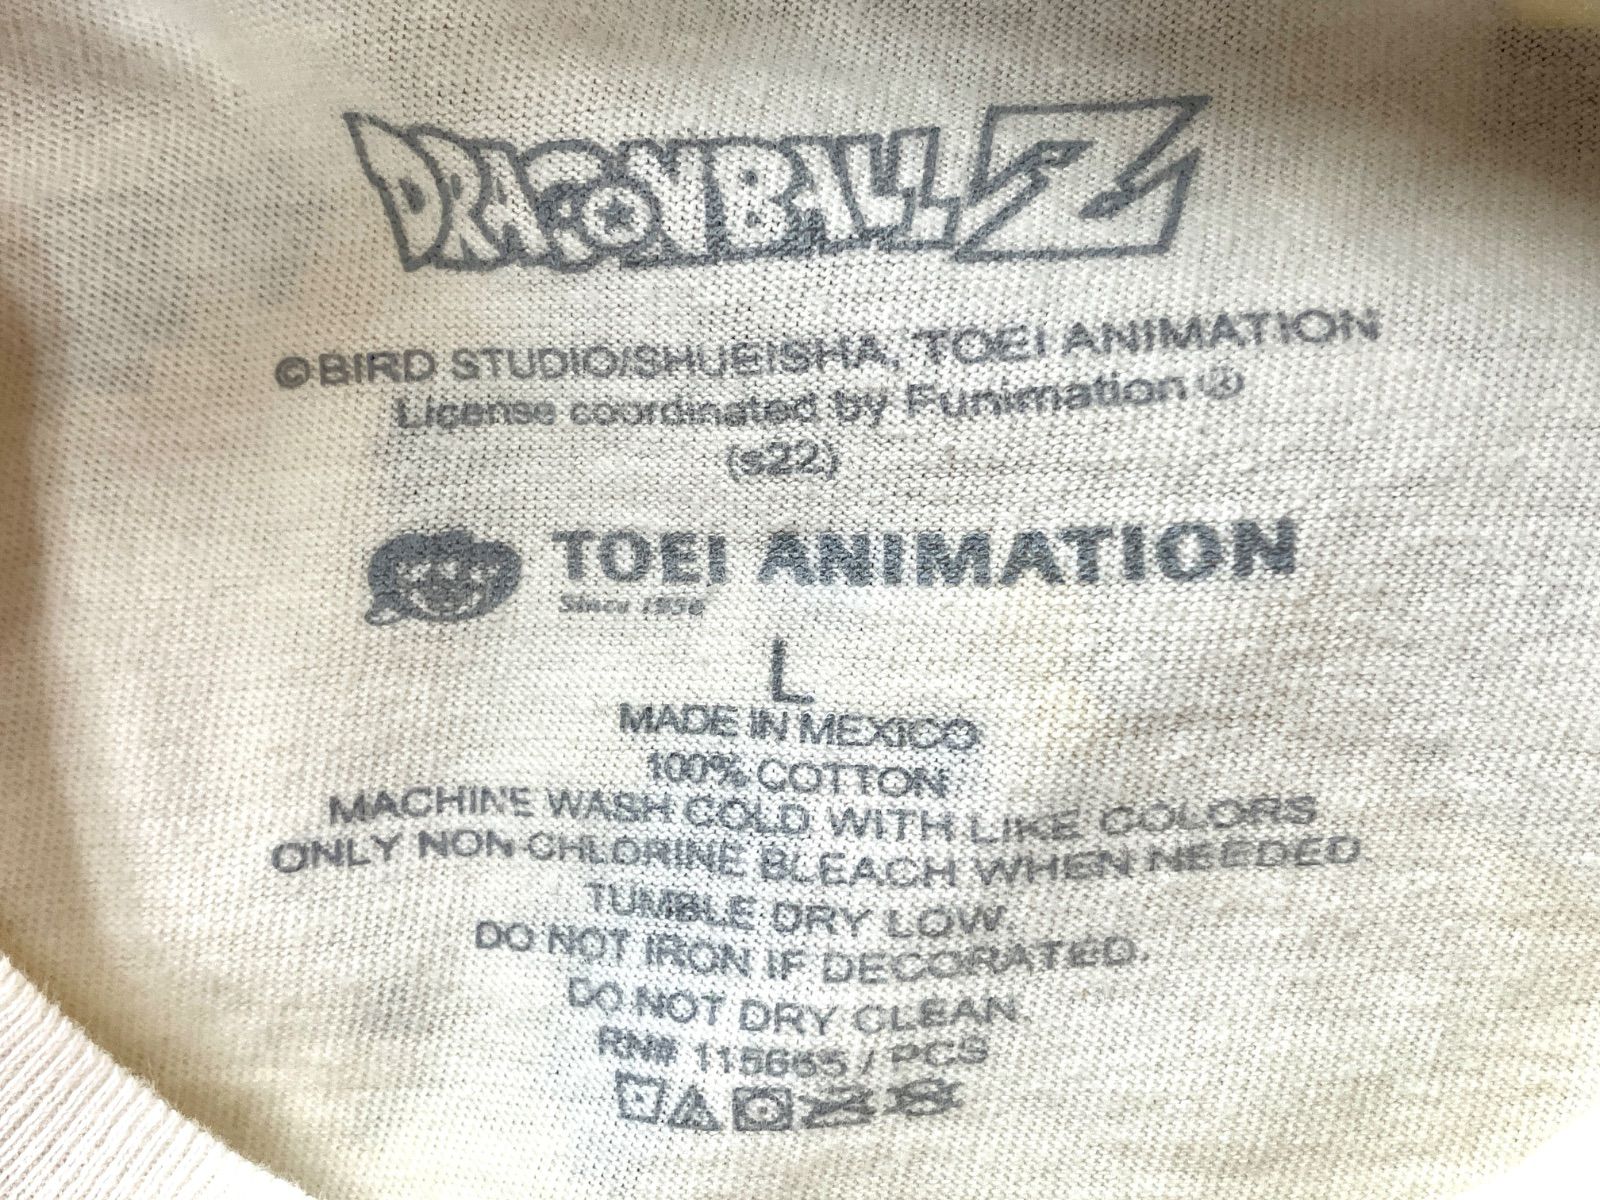 DRAGONBALL Z
©BIRD STUDIO/SHUEISHA, TOEI ANIMATION
License coordinated by Funimation ®
(s22)
TOEI ANIMATION
Since 1956
L
MADE IN MEXICO
100% COTTON
MACHINE WASH COLD WITH LIKE COLORS
ONLY NON-CHLORINE BLEACH WHEN NEEDED
TUMBLE DRY LOW.
DO NOT IRON IF DECORATED.
DO NOT DRY CLEAN.
RN# / PCS